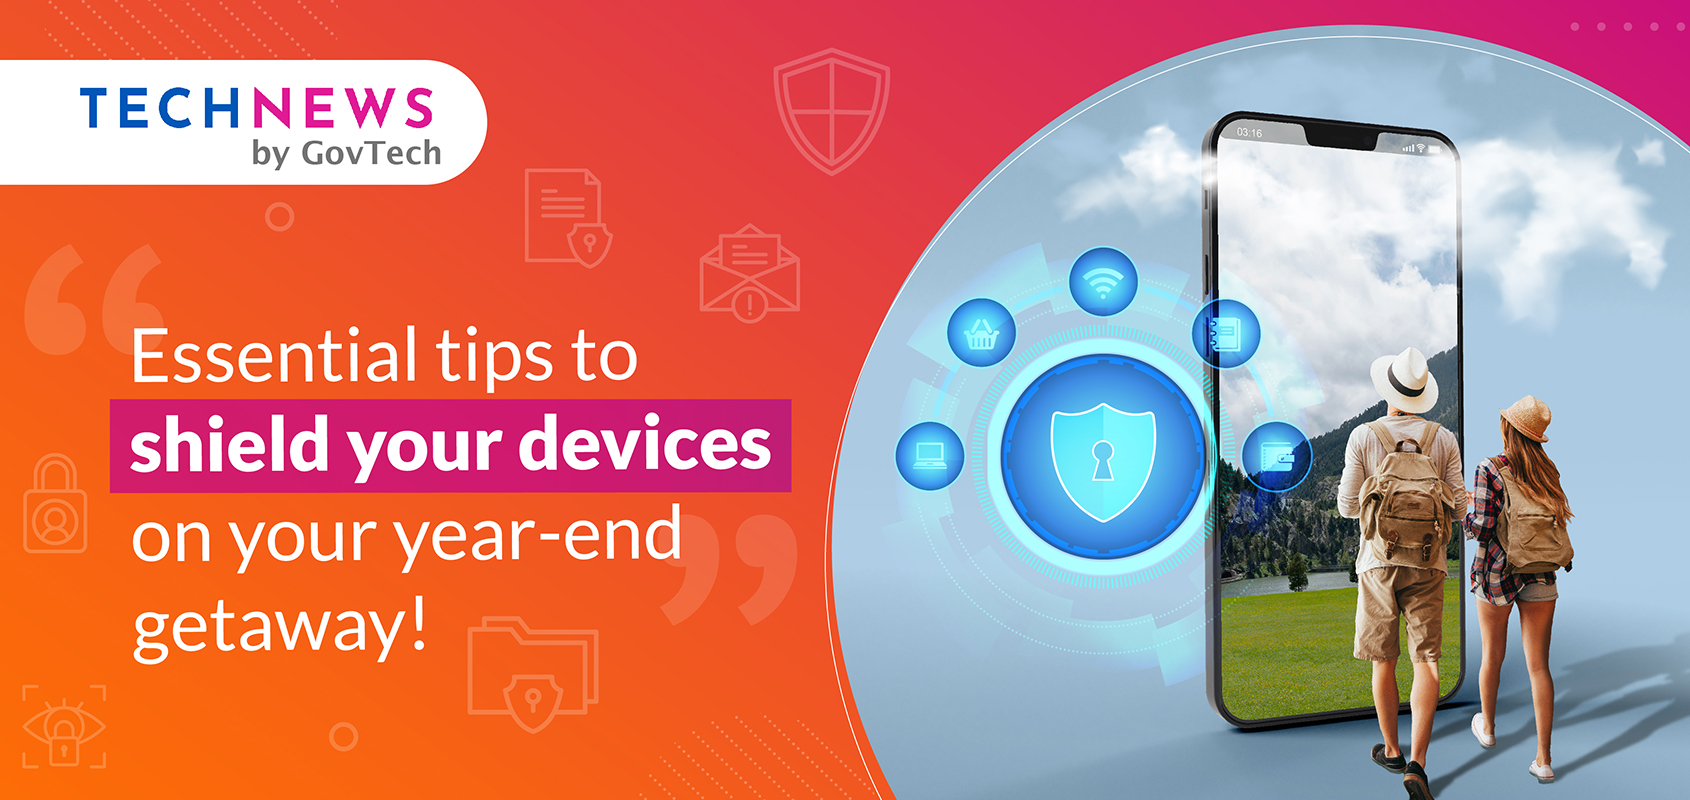 TECHNEWS
by GovTech
“Essential tips to
shield your devices
on your year-end
getaway!”
03:16